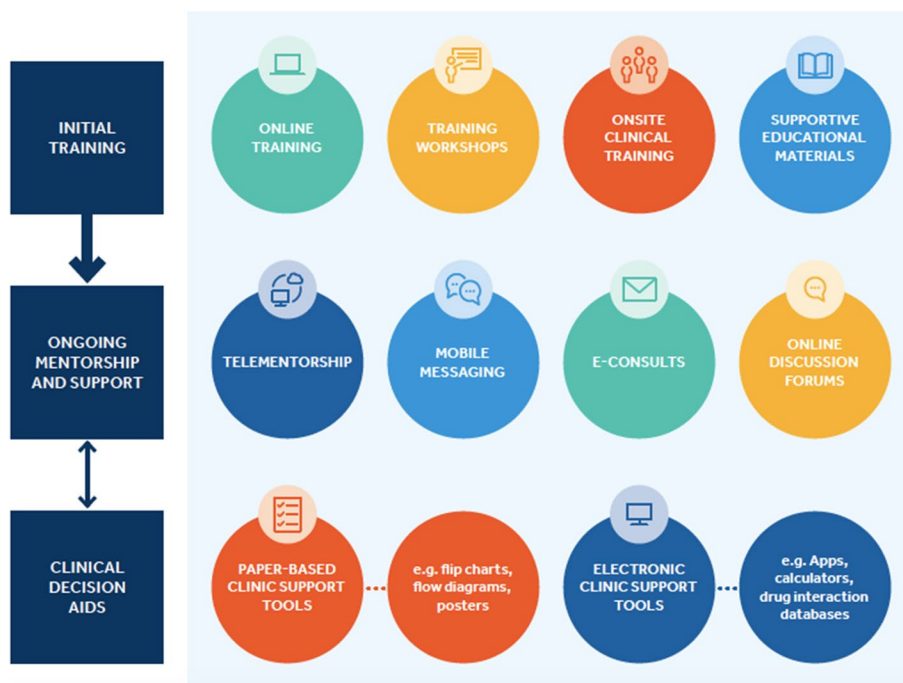 INITIAL
TRAINING
ONLINE
TRAINING
TRAINING
WORKSHOPS
ONSITE
CLINICAL
TRAINING
SUPPORTIVE
EDUCATIONAL
MATERIALS
ONGOING
MENTORSHIP
AND SUPPORT
TELEMENTORSHIP
MOBILE
MESSAGING
E-CONSULTS
ONLINE
DISCUSSION
FORUMS
CLINICAL
DECISION
AIDS
PAPER-BASED
CLINIC SUPPORT
TOOLS
e.g. flip charts,
flow diagrams,
posters
ELECTRONIC
CLINIC SUPPORT
TOOLS
e.g. Apps,
calculators,
drug interaction
databases